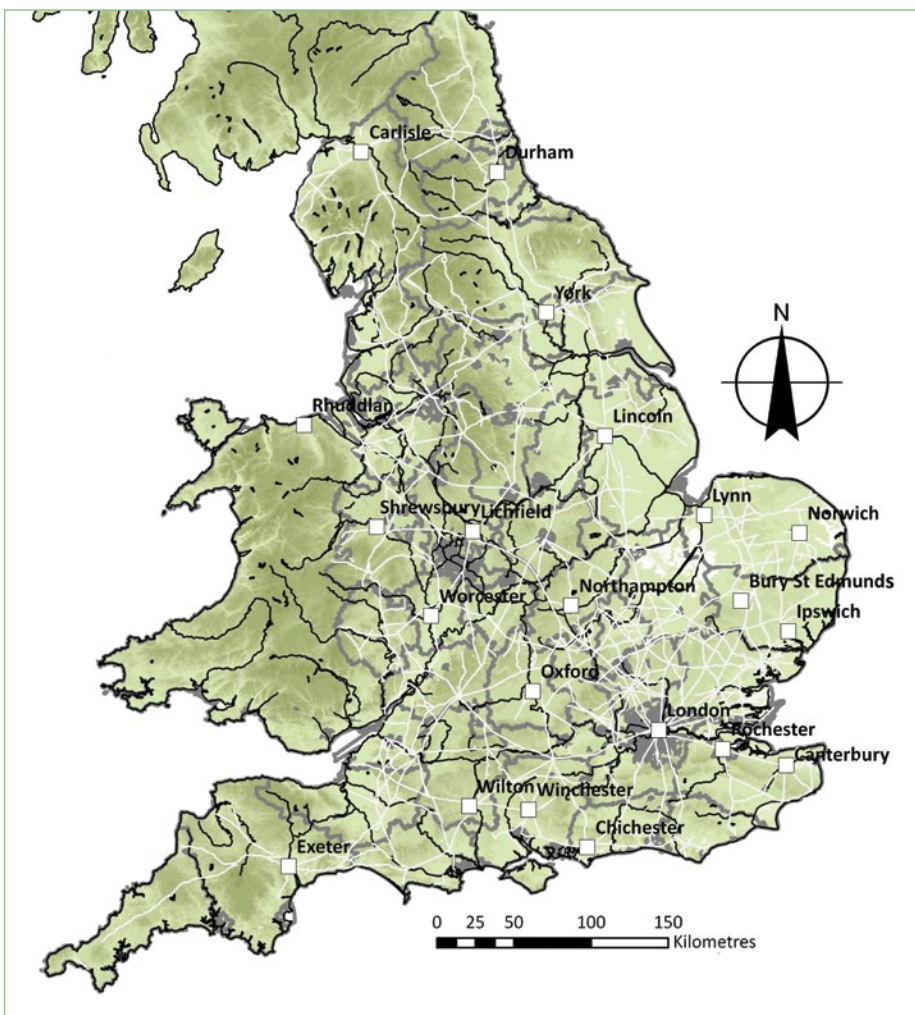 Carlisle
Durham
York
N
Rhuddlan
Lincoln
Lynn
Norwich
Shrewsbury
Lichfield
Bury St Edmunds
Northampton
Worcester
Ipswich
Oxford
London
Rochester
Canterbury
Wilton
Winchester
Chichester
Exeter
0 25 50 100 150
Kilometres